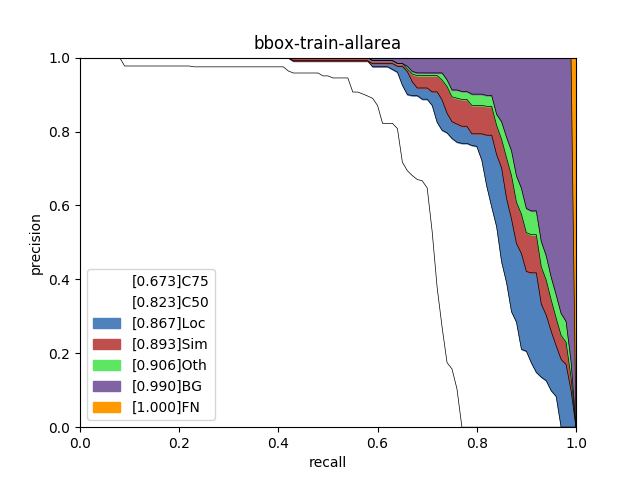 bbox-train-allarea
1.0
0.8
0.6
0.4
0.2
0.0
precision
[0.673]C75
[0.823]C50
[0.867]Loc
[0.893]Sim
[0.906]Oth
[0.990]BG
[1.000]FN
0.0 0.2 0.4 0.6 0.8 1.0
recall